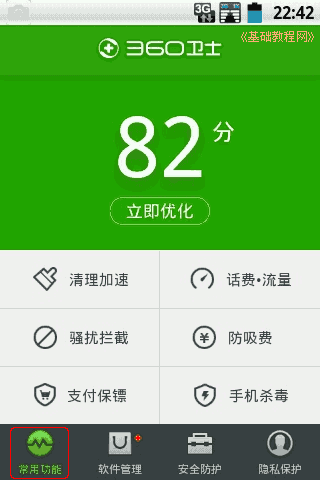 3G 22:42
《基础教程网》
360卫士
82分
立即优化
清理加速 话费·流量
骚扰拦截 防吸费
支付保镖 手机杀毒
常用功能 软件管理 安全防护 隐私保护